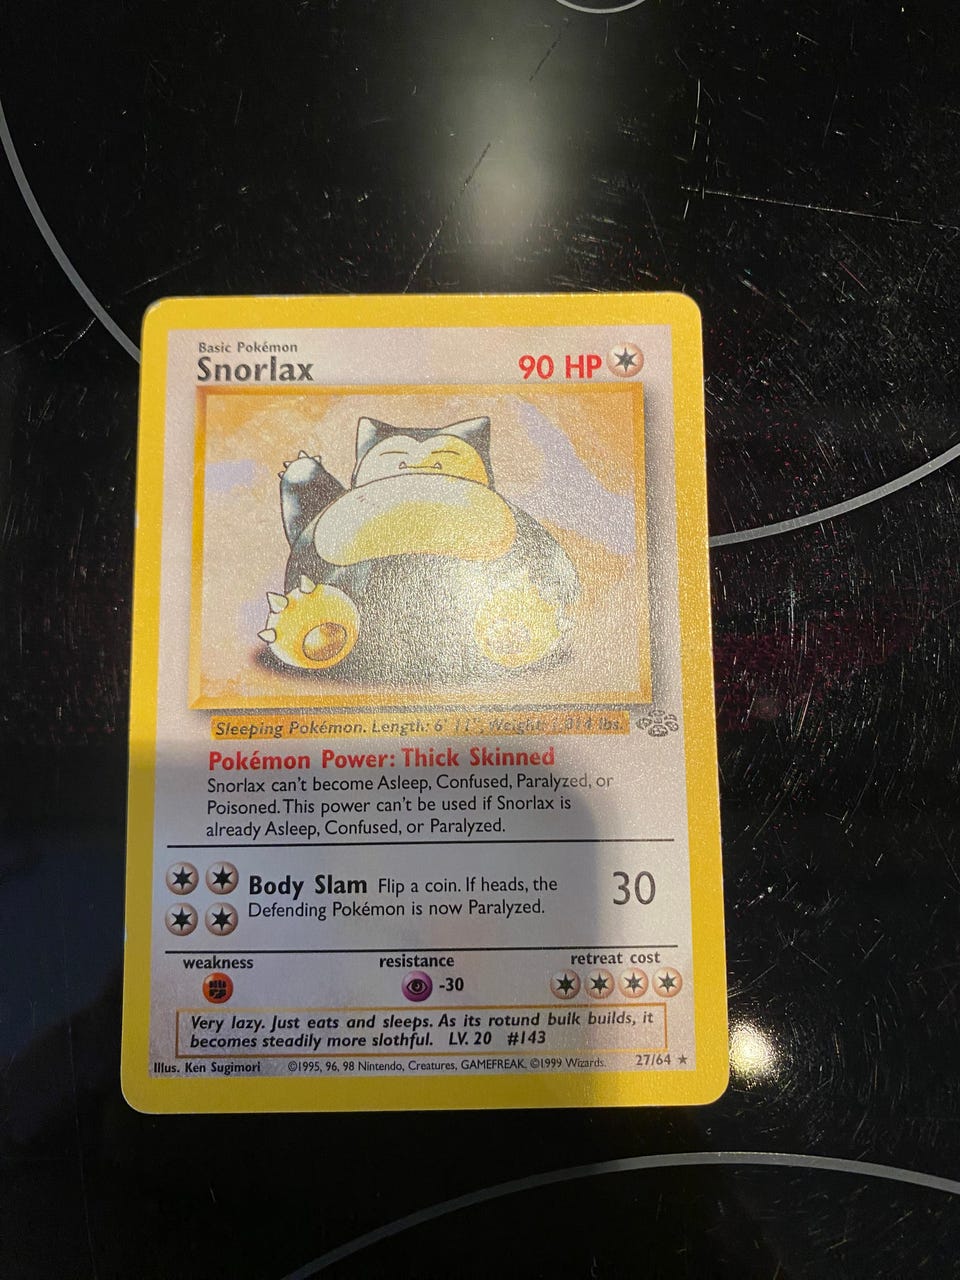 Basic Pokémon
Snorlax 90 HP
Sleeping Pokémon. Length: 6' 11", Weight: 1,014 lbs.
Pokémon Power: Thick Skinned
Snorlax can't become Asleep, Confused, Paralyzed, or
Poisoned. This power can't be used if Snorlax is
already Asleep, Confused, or Paralyzed.
Body Slam Flip a coin. If heads, the 30
Defending Pokémon is now Paralyzed.
weakness resistance retreat cost
-30
Very lazy. Just eats and sleeps. As its rotund bulk builds, it
becomes steadily more slothful. LV. 20 #143
Illus. Ken Sugimori ©1995, 96, 98 Nintendo, Creatures, GAMEFREAK. ©1999 Wizards. 27/64 ★